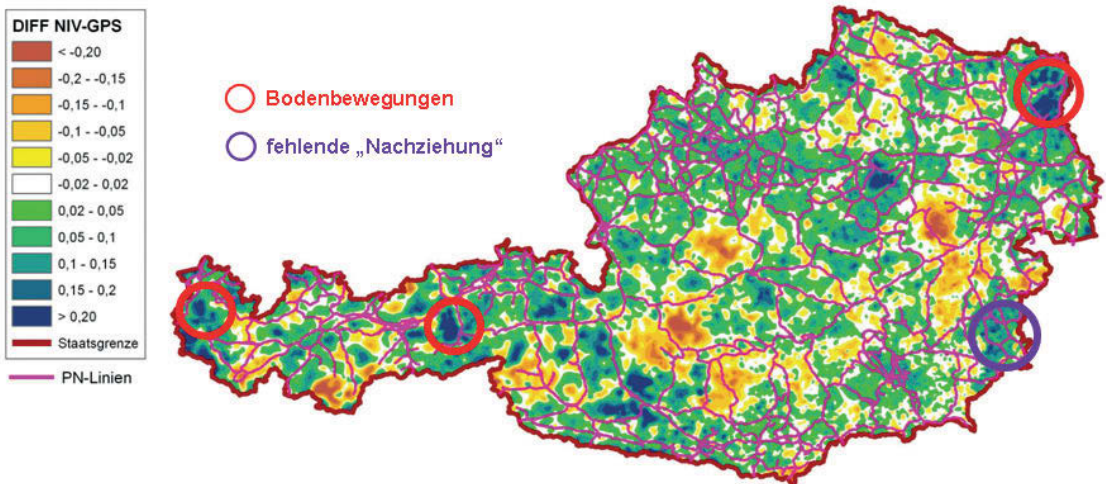 DIFF NIV-GPS
< -0,20
-0,2 - -0,15
-0,15 - -0,1
-0,1 - -0,05
-0,05 - -0,02
-0,02 - 0,02
0,02 - 0,05
0,05 - 0,1
0,1 - 0,15
0,15 - 0,2
> 0,20
Staatsgrenze
PN-Linien
Bodenbewegungen
fehlende „Nachziehung“